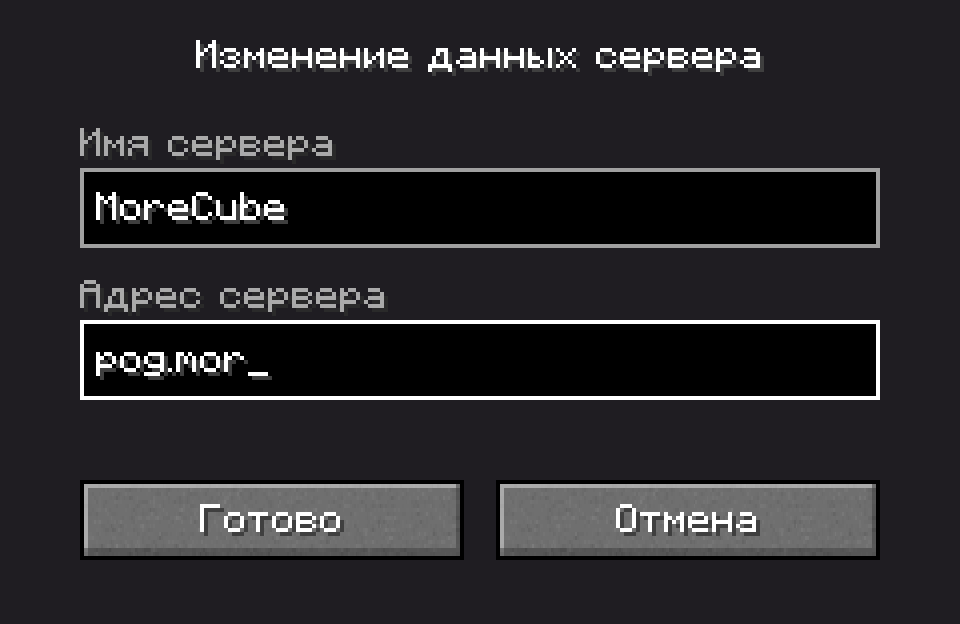 Изменение данных сервера
Имя сервера
MoreCube
Адрес сервера
pog.mor_
Готово
Отмена